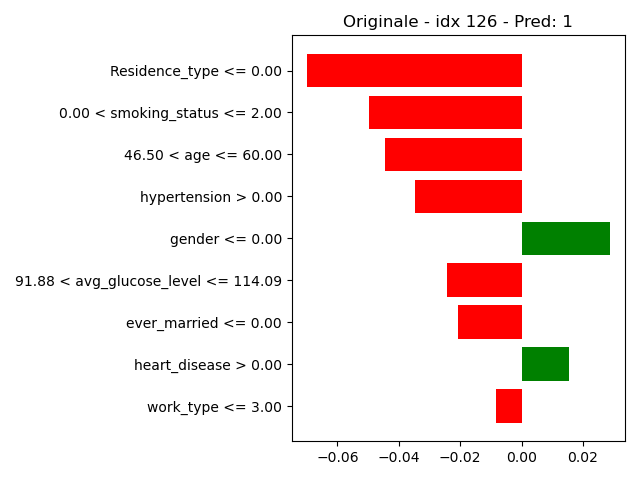 Originale - idx 126 - Pred: 1
Residence_type <= 0.00
0.00 < smoking_status <= 2.00
46.50 < age <= 60.00
hypertension > 0.00
gender <= 0.00
91.88 < avg_glucose_level <= 114.09
ever_married <= 0.00
heart_disease > 0.00
work_type <= 3.00
−0.06 −0.04 −0.02 0.00 0.02